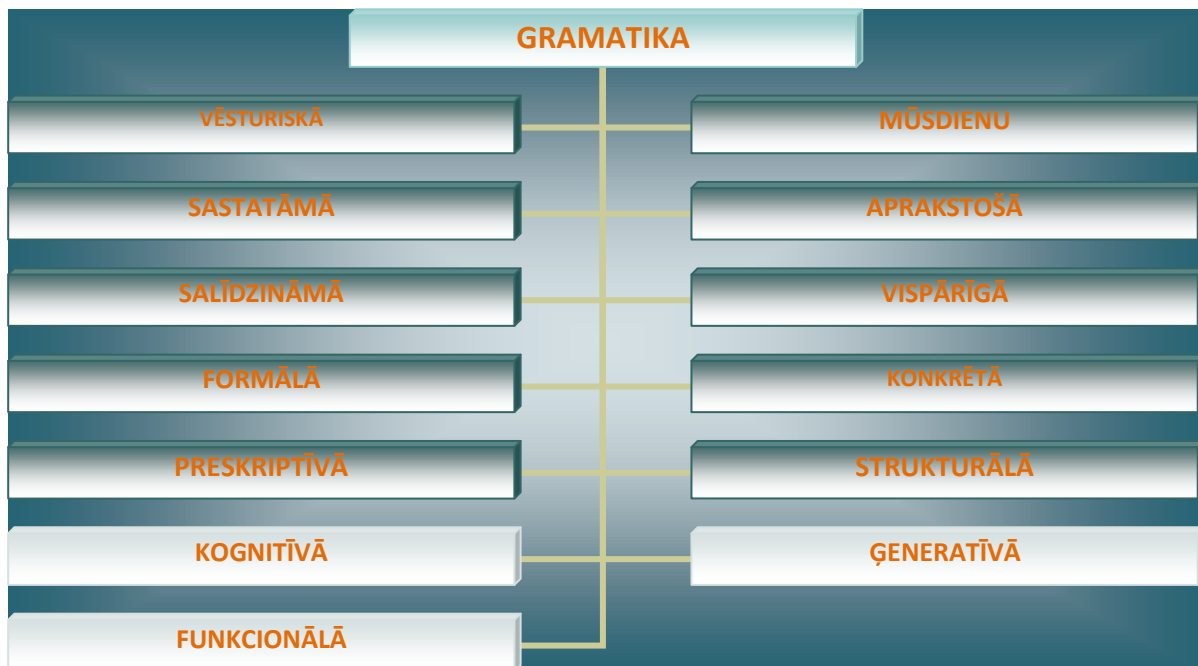 GRAMATIKA
VĒSTURISKĀ
MŪSDIENU
SASTATĀMĀ
APRAKSTOŠĀ
SALĪDZINĀMĀ
VISPĀRĪGĀ
FORMĀLĀ
KONKRĒTĀ
PRESKRIPTĪVĀ
STRUKTURĀLĀ
KOGNITĪVĀ
ĢENERATĪVĀ
FUNKCIONĀLĀ